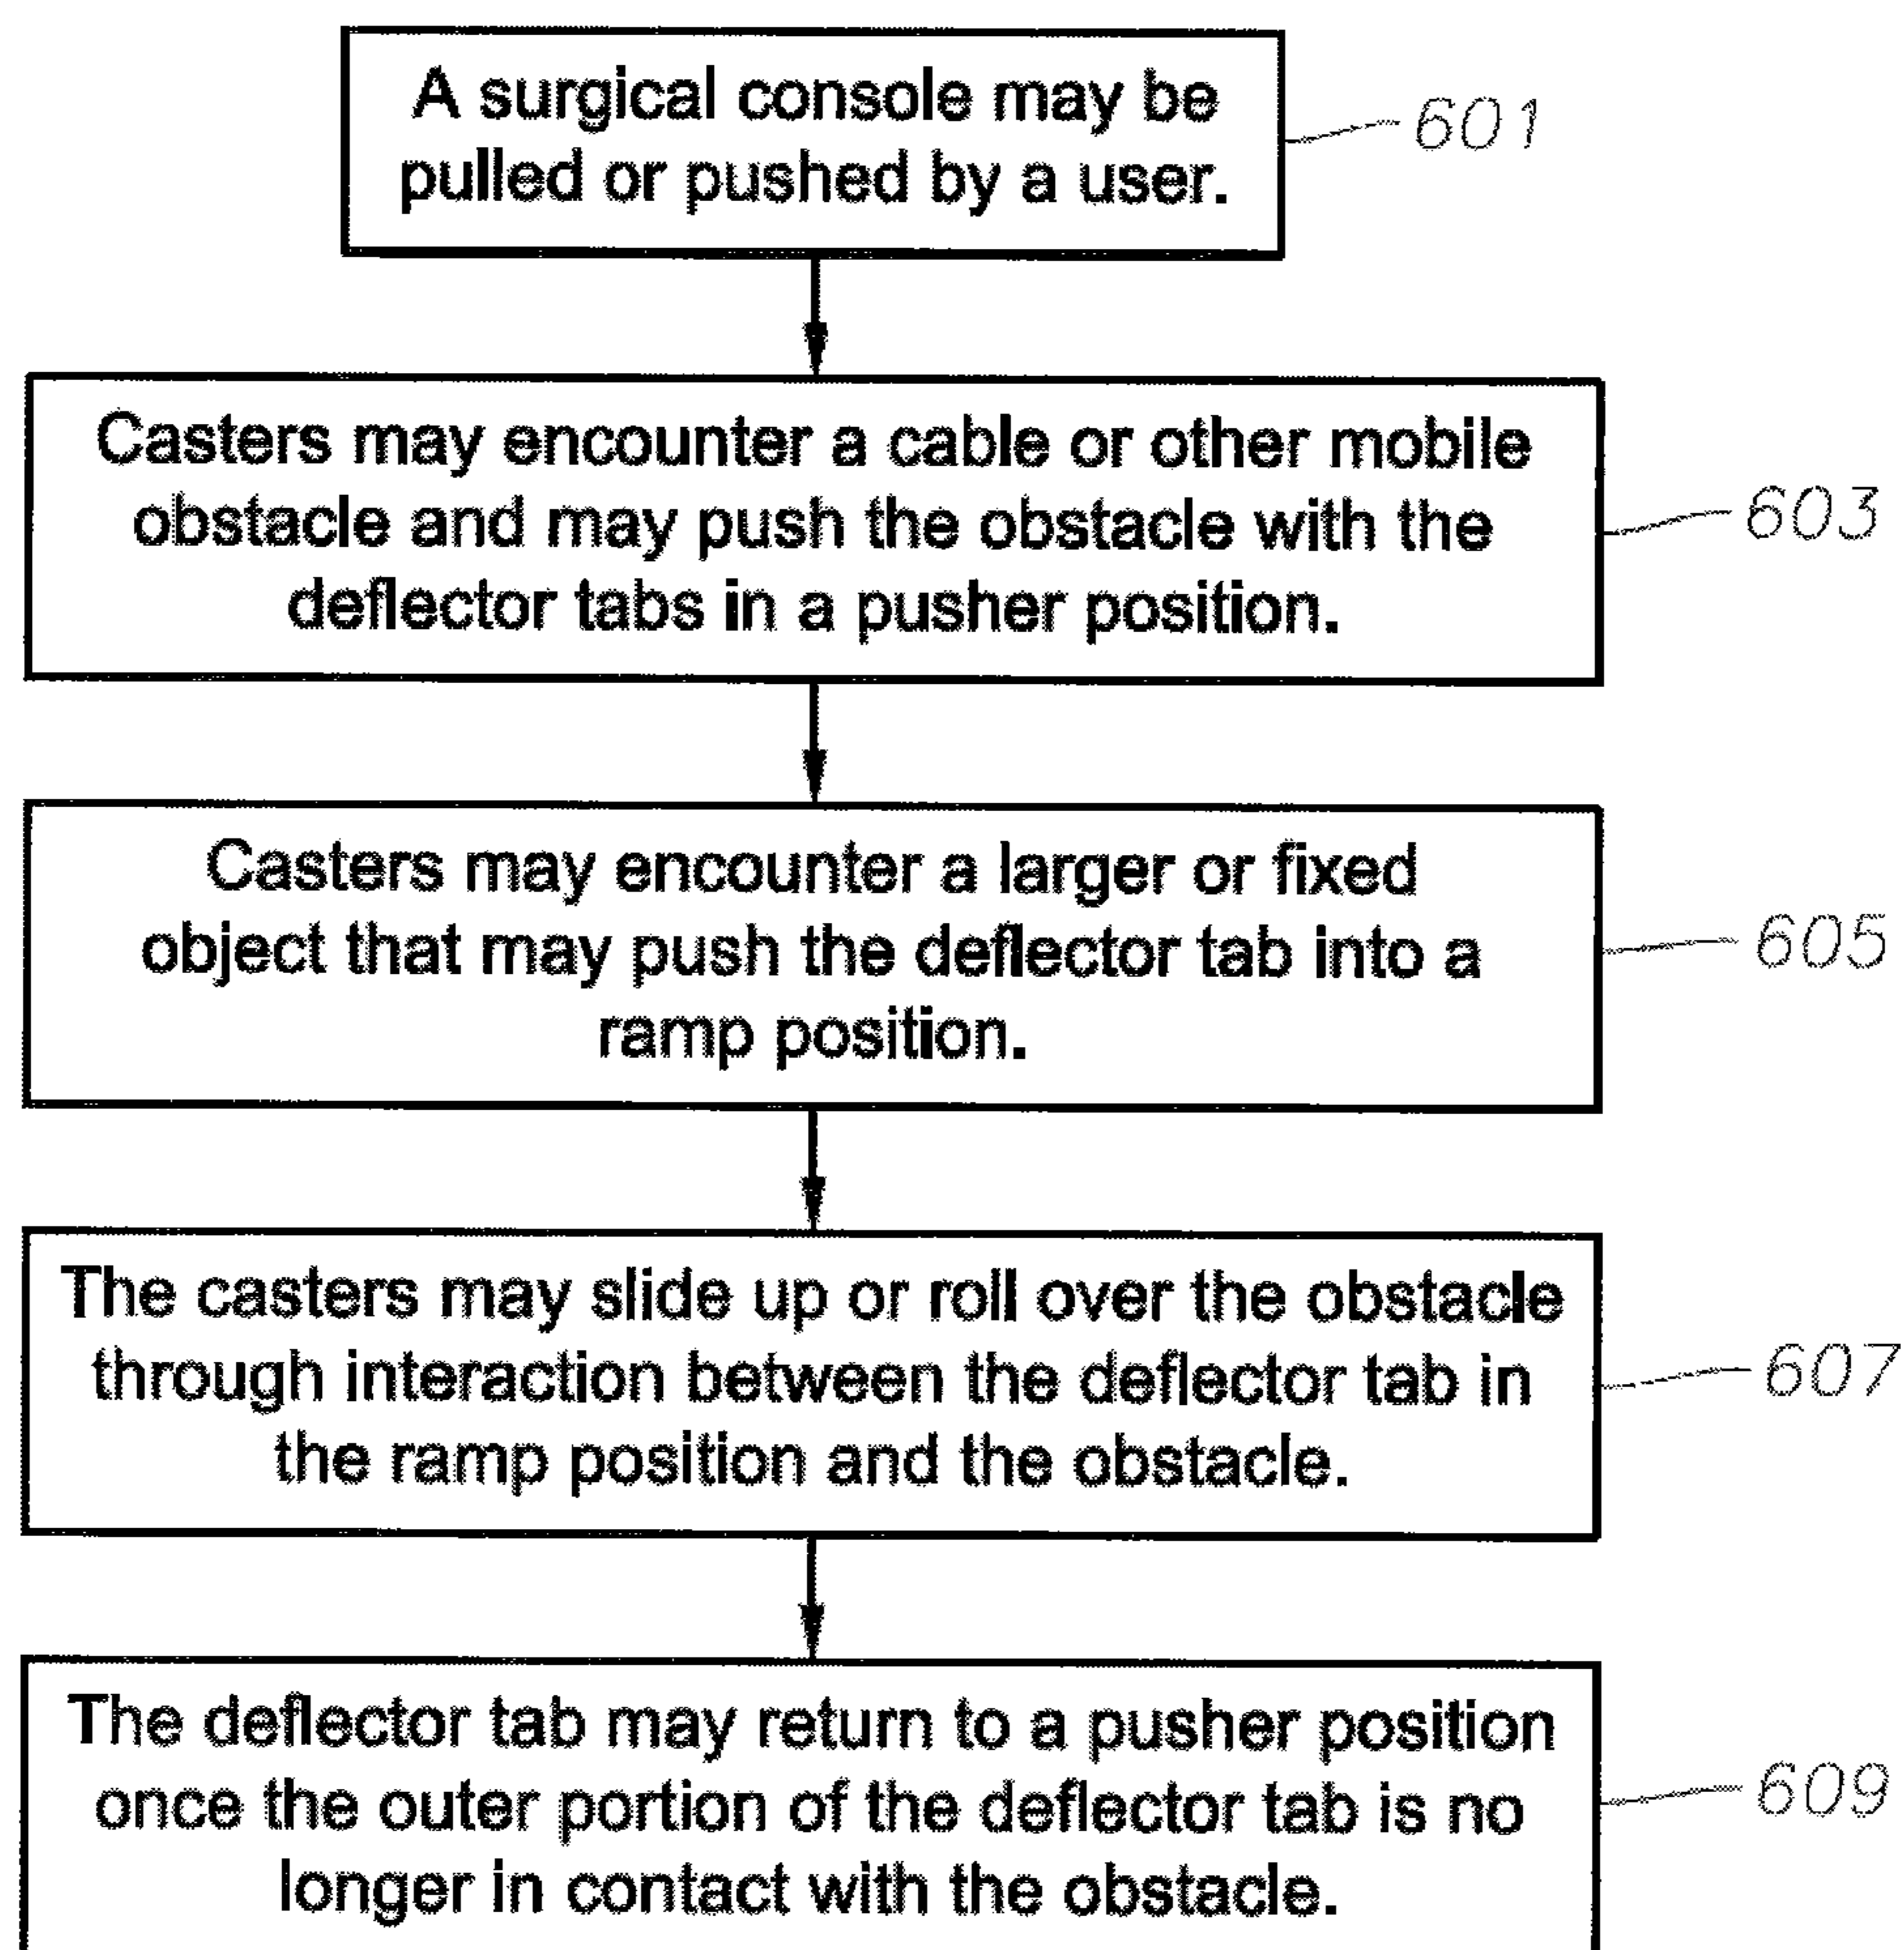 A surgical console may be
pulled or pushed by a user.
601
Casters may encounter a cable or other mobile
obstacle and may push the obstacle with the
deflector tabs in a pusher position.
603
Casters may encounter a larger or fixed
object that may push the deflector tab into a
ramp position.
605
The casters may slide up or roll over the obstacle
through interaction between the deflector tab in
the ramp position and the obstacle.
607
The deflector tab may return to a pusher position
once the outer portion of the deflector tab is no
longer in contact with the obstacle.
609